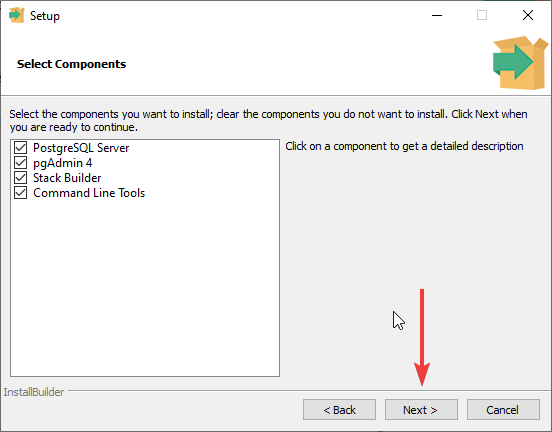 Setup
Select Components
Select the components you want to install; clear the components you do not want to install. Click Next when
you are ready to continue.
PostgreSQL Server
pgAdmin 4
Stack Builder
Command Line Tools
Click on a component to get a detailed description
InstallBuilder
< Back
Next >
Cancel